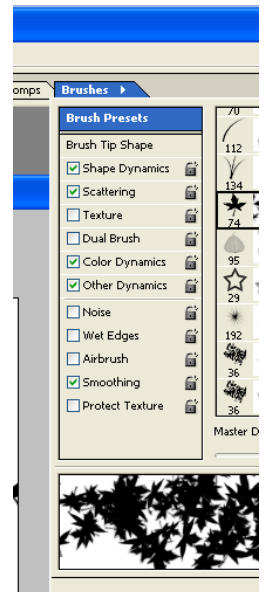 omps
Brushes
Brush Presets
Brush Tip Shape
Shape Dynamics
Scattering
Texture
Dual Brush
Color Dynamics
Other Dynamics
Noise
Wet Edges
Airbrush
Smoothing
Protect Texture
70
112
134
74
95
29
192
36
36
Master D